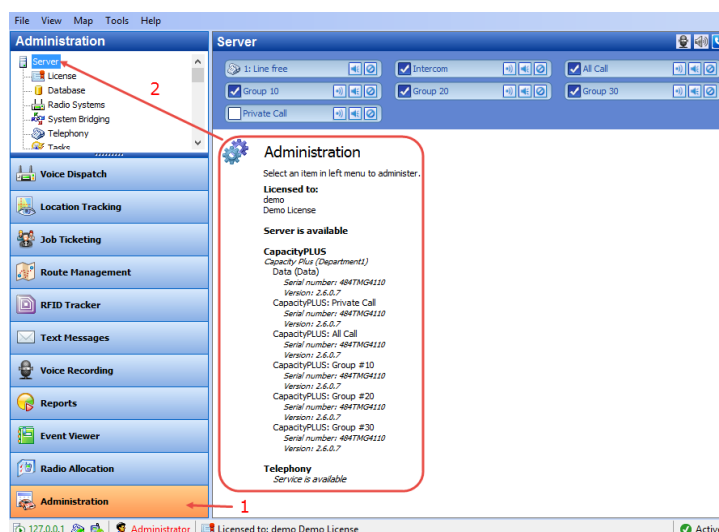 File View Map Tools Help
Administration
Server
Server
License
Database
Radio Systems
System Bridging
Telephony
Tasks
2
1: Line free
Intercom
All Call
Group 10
Group 20
Group 30
Private Call
Voice Dispatch
Location Tracking
Job Ticketing
Route Management
RFID Tracker
Text Messages
Voice Recording
Reports
Event Viewer
Radio Allocation
Administration
1
Administration
Select an item in left menu to administer.
Licensed to:
demo
Demo License
Server is available
CapacityPLUS
Capacity Plus (Department1)
Data (Data)
Serial number: 484TMG4110
Version: 2.6.0.7
CapacityPLUS: Private Call
Serial number: 484TMG4110
Version: 2.6.0.7
CapacityPLUS: All Call
Serial number: 484TMG4110
Version: 2.6.0.7
CapacityPLUS: Group #10
Serial number: 484TMG4110
Version: 2.6.0.7
CapacityPLUS: Group #20
Serial number: 484TMG4110
Version: 2.6.0.7
CapacityPLUS: Group #30
Serial number: 484TMG4110
Version: 2.6.0.7
Telephony
Service is available
127.0.0.1 Administrator Licensed to: demo Demo License